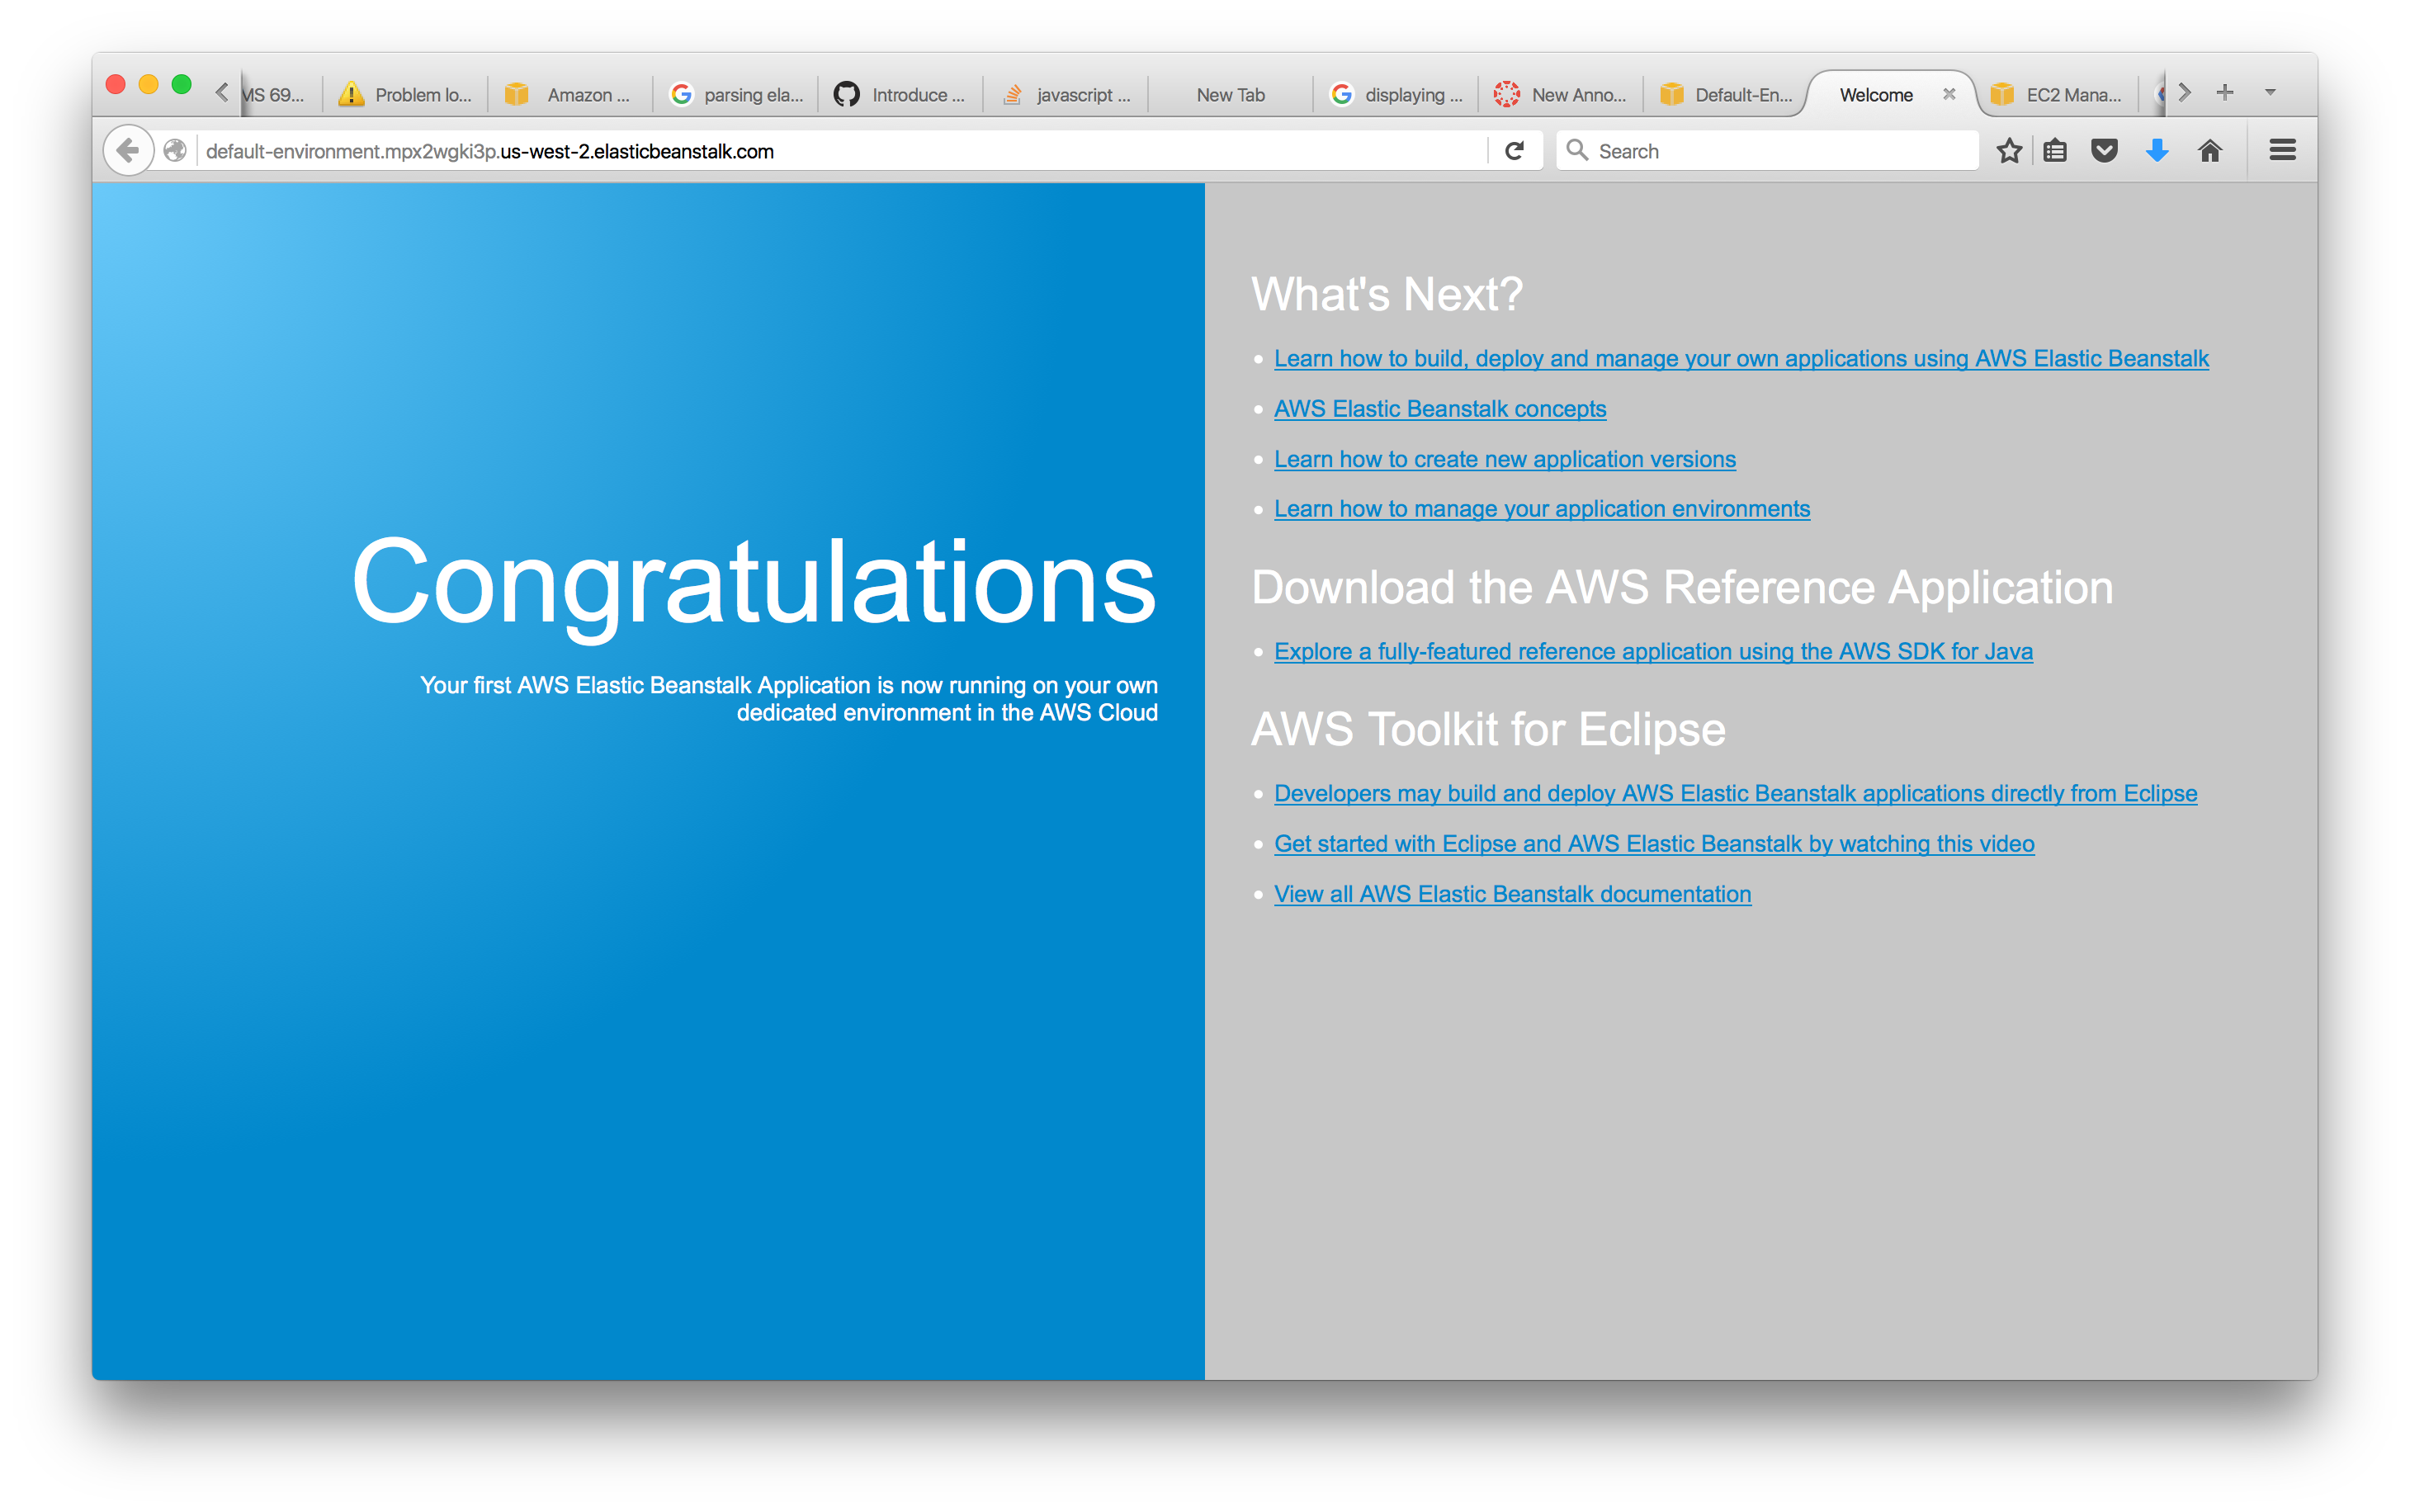 MS 69...
Problem lo...
Amazon ...
parsing ela...
Introduce ...
javascript ...
New Tab
displaying ...
New Anno...
Default-En...
Welcome
EC2 Mana...
default-environment.mpx2wgki3p.us-west-2.elasticbeanstalk.com
Search
Congratulations
Your first AWS Elastic Beanstalk Application is now running on your own
dedicated environment in the AWS Cloud
What's Next?
Learn how to build, deploy and manage your own applications using AWS Elastic Beanstalk
AWS Elastic Beanstalk concepts
Learn how to create new application versions
Learn how to manage your application environments
Download the AWS Reference Application
Explore a fully-featured reference application using the AWS SDK for Java
AWS Toolkit for Eclipse
Developers may build and deploy AWS Elastic Beanstalk applications directly from Eclipse
Get started with Eclipse and AWS Elastic Beanstalk by watching this video
View all AWS Elastic Beanstalk documentation